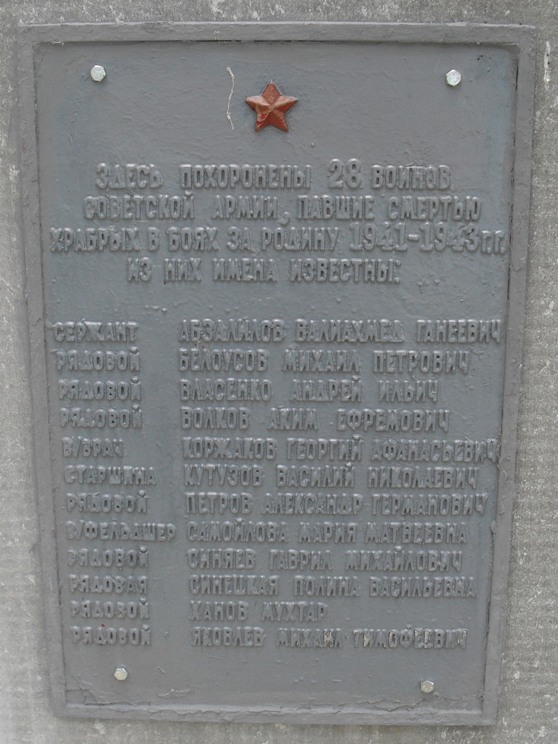 ЗДЕСЬ ПОХОРОНЕНЫ 28 ВОИНОВ
СОВЕТСКОЙ АРМИИ, ПАВШИЕ СМЕРТЬЮ
ХРАБРЫХ В БОЯХ ЗА РОДИНУ 1941-1943 г.г.
ИЗ НИХ ИМЕНА ИЗВЕСТНЫ:
СЕРЖАНТ АБЗАЛИЛОВ ВАЛИАХМЕД ГАНЕЕВИЧ
РЯДОВОЙ БЕЛОУСОВ МИХАИЛ ПЕТРОВИЧ
РЯДОВОЙ ВЛАСЕНКО АНДРЕЙ ИЛЬИЧ
РЯДОВОЙ ВОЛКОВ АКИМ ЕФРЕМОВИЧ
В/ВРАЧ КОРЖАКОВ ГЕОРГИЙ АФАНАСЬЕВИЧ
СТАРШИНА КУТУЗОВ ВАСИЛИЙ НИКОЛАЕВИЧ
РЯДОВОЙ ПЕТРОВ АЛЕКСАНДР ГЕРМАНОВИЧ
В/ФЕЛЬДШЕР САМОЙЛОВА МАРИЯ МАТВЕЕВНА
РЯДОВОЙ СИНЯЕВ ГАВРИЛ МИХАЙЛОВИЧ
РЯДОВАЯ СИНЕЦКАЯ ПОЛИНА ВАСИЛЬЕВНА
РЯДОВОЙ ХАНОВ МУХТАР
РЯДОВОЙ ЯКОВЛЕВ МИХАИЛ ТИМОФЕЕВИЧ